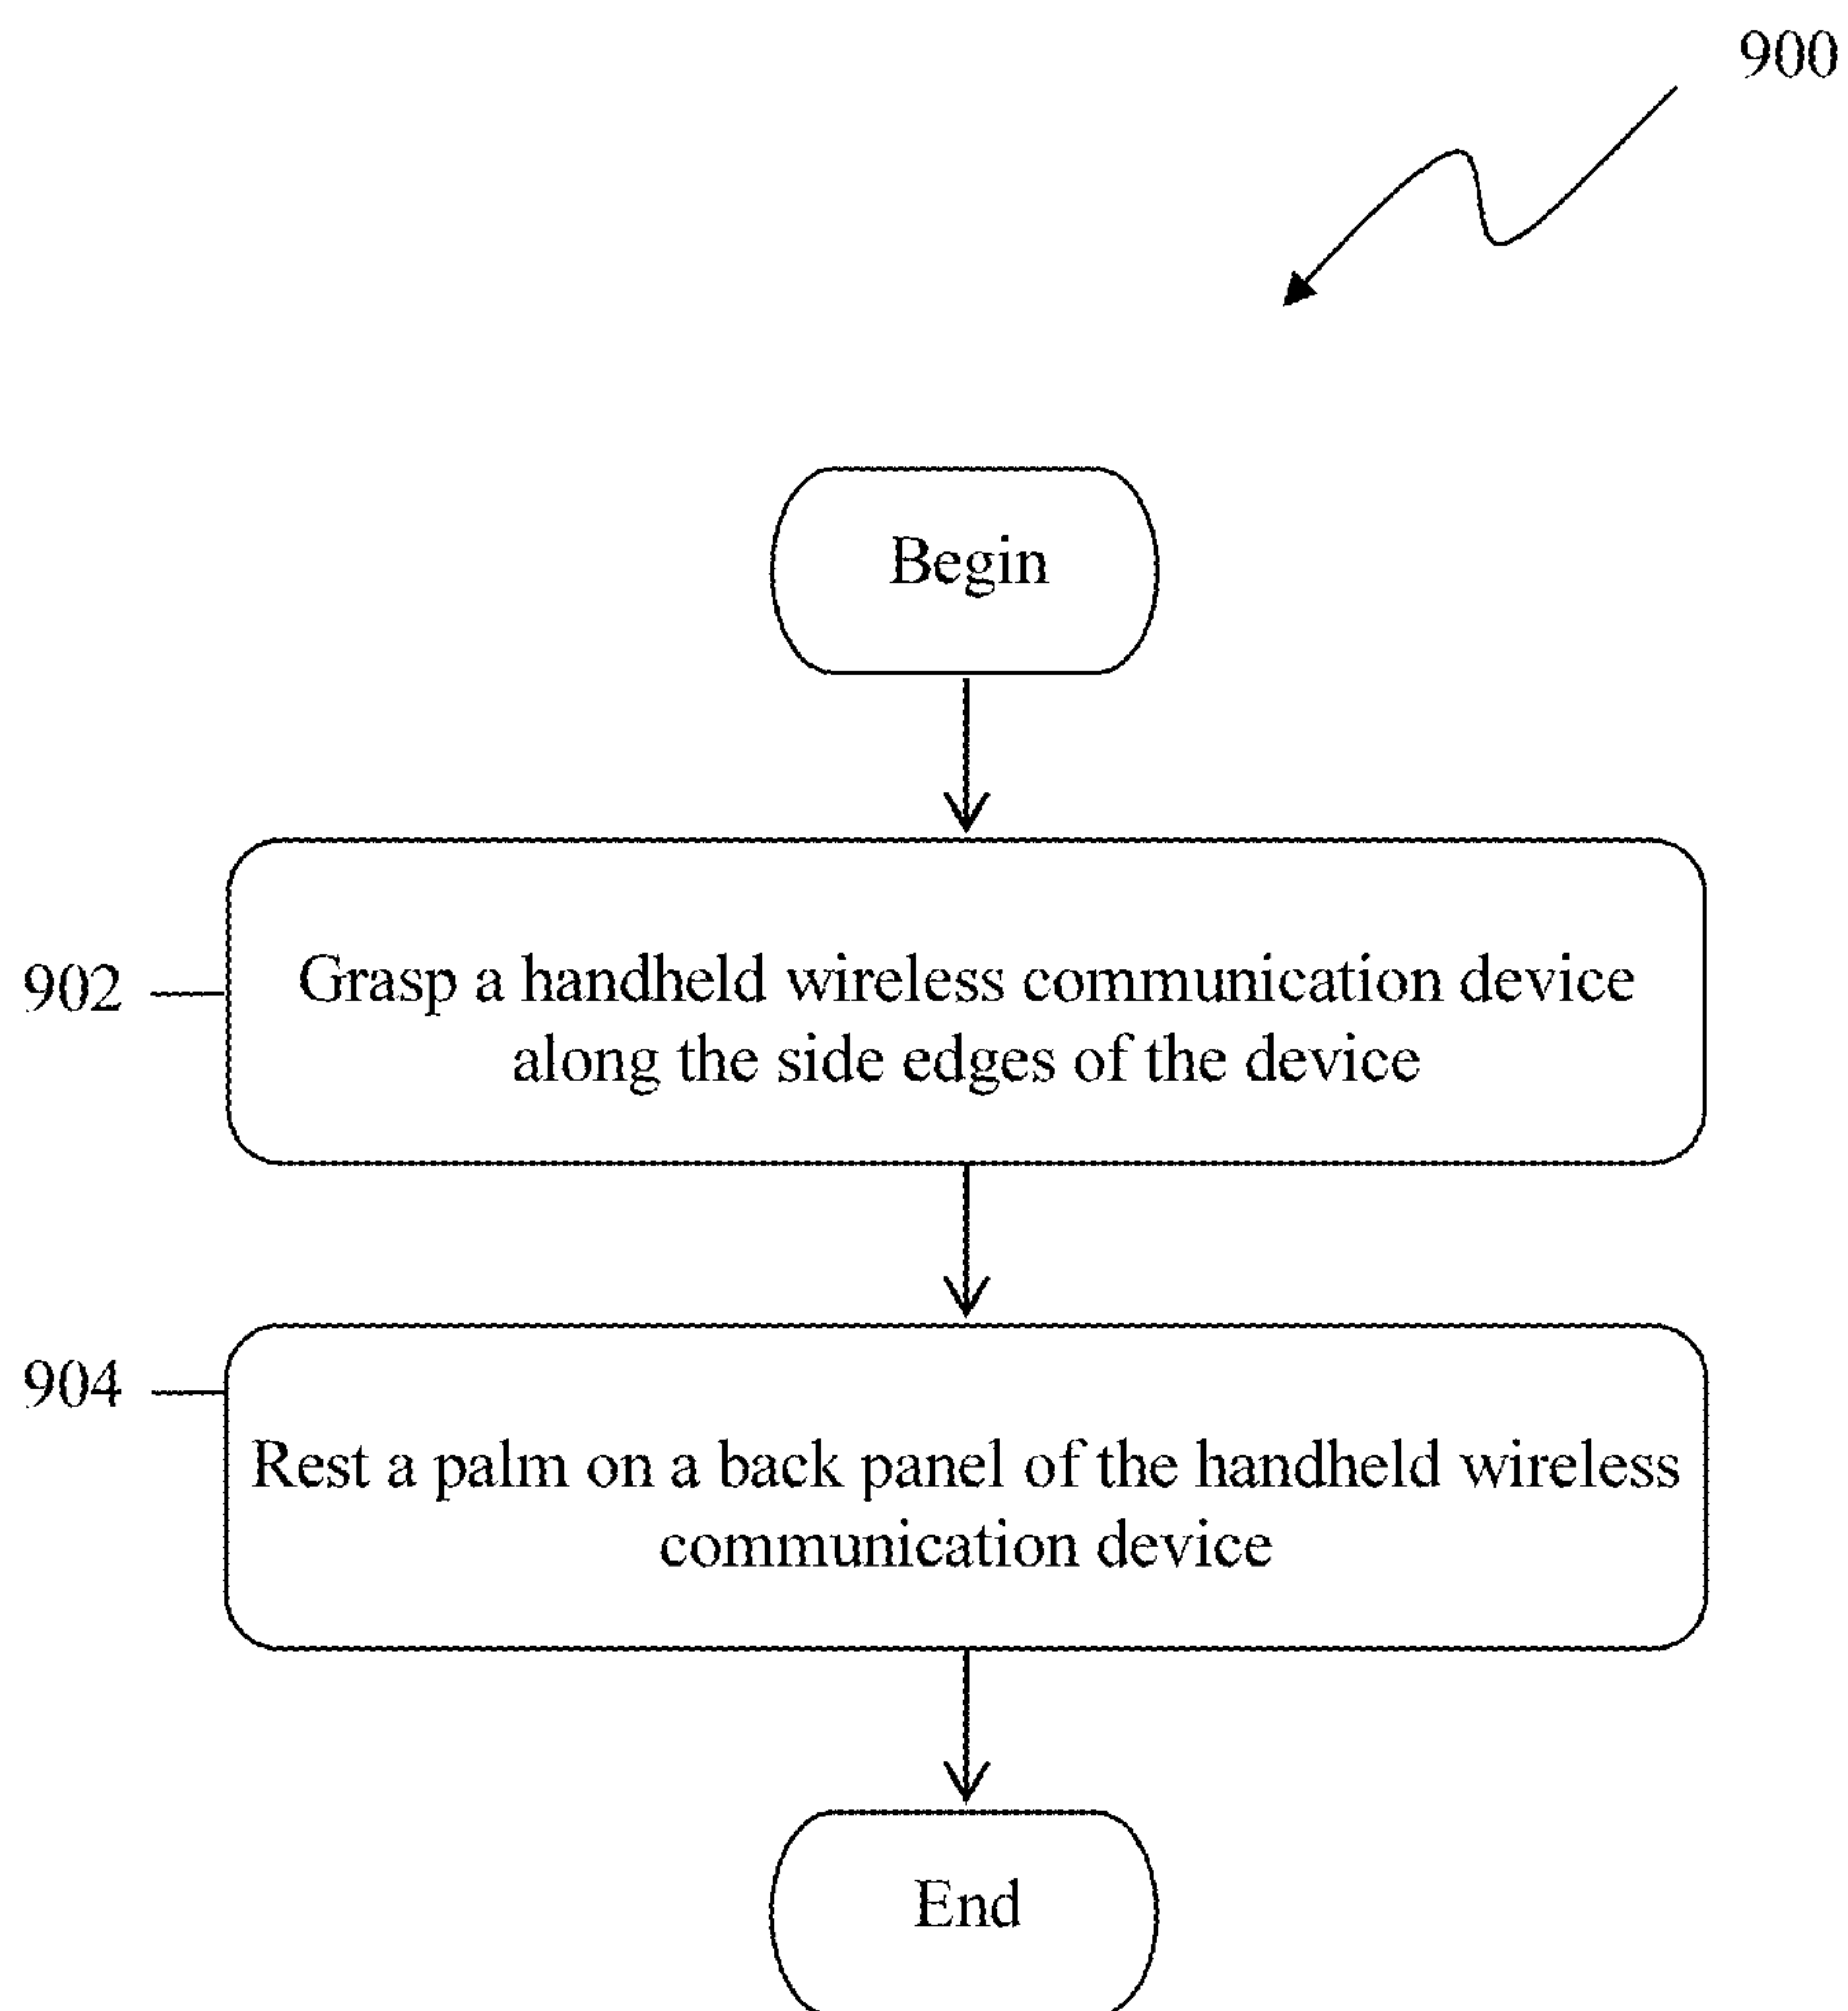 900
Begin
902
Grasp a handheld wireless communication device
along the side edges of the device
904
Rest a palm on a back panel of the handheld wireless
communication device
End